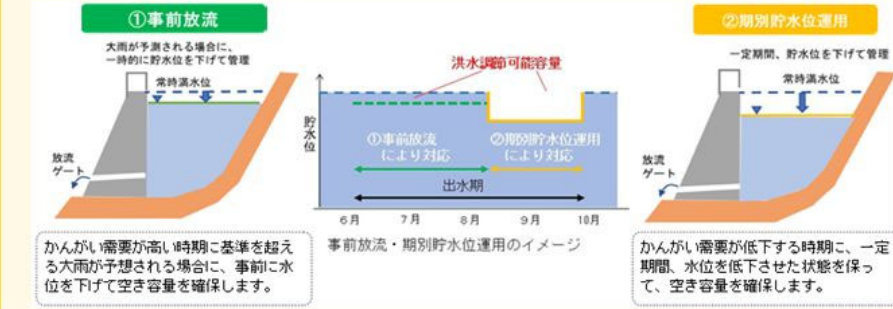 ①事前放流
大雨が予測される場合に、
一時的に貯水位を下げて管理
常時満水位
放流
ゲート
かんがい需要が高い時期に基準を超え
る大雨が予想される場合に、事前に水
位を下げて空き容量を確保します。
洪水調節可能容量
貯水位
①事前放流
により対応
②期別貯水位運用
により対応
出水期
6月 7月 8月 9月 10月
事前放流・期別貯水位運用のイメージ
②期別貯水位運用
一定期間、貯水位を下げて管理
常時満水位
放流
ゲート
かんがい需要が低下する時期に、一定
期間、水位を低下させた状態を保っ
て、空き容量を確保します。